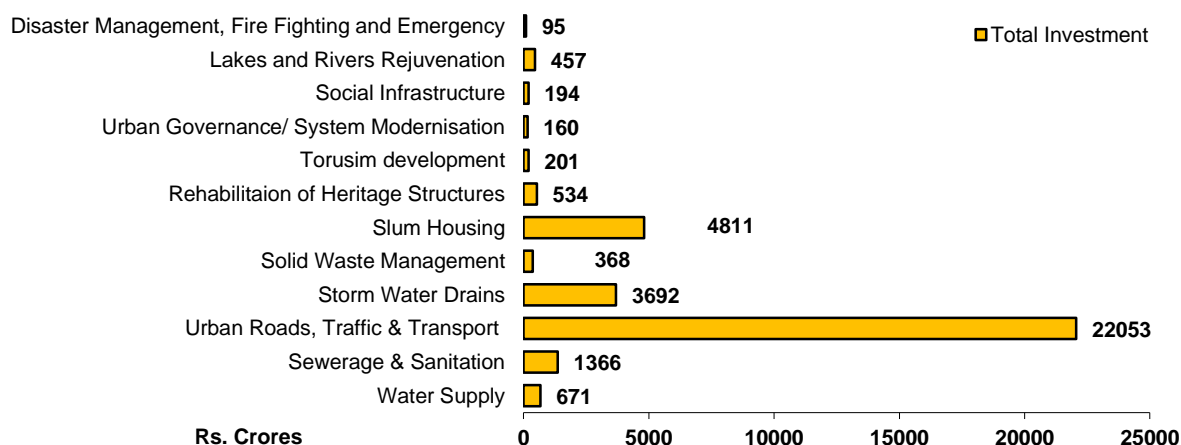 Disaster Management, Fire Fighting and Emergency 95
Total Investment
Lakes and Rivers Rejuvenation 457
Social Infrastructure 194
Urban Governance/ System Modernisation 160
Torusim development 201
Rehabilitaion of Heritage Structures 534
Slum Housing 4811
Solid Waste Management 368
Storm Water Drains 3692
Urban Roads, Traffic & Transport 22053
Sewerage & Sanitation 1366
Water Supply 671
Rs. Crores 0 5000 10000 15000 20000 25000